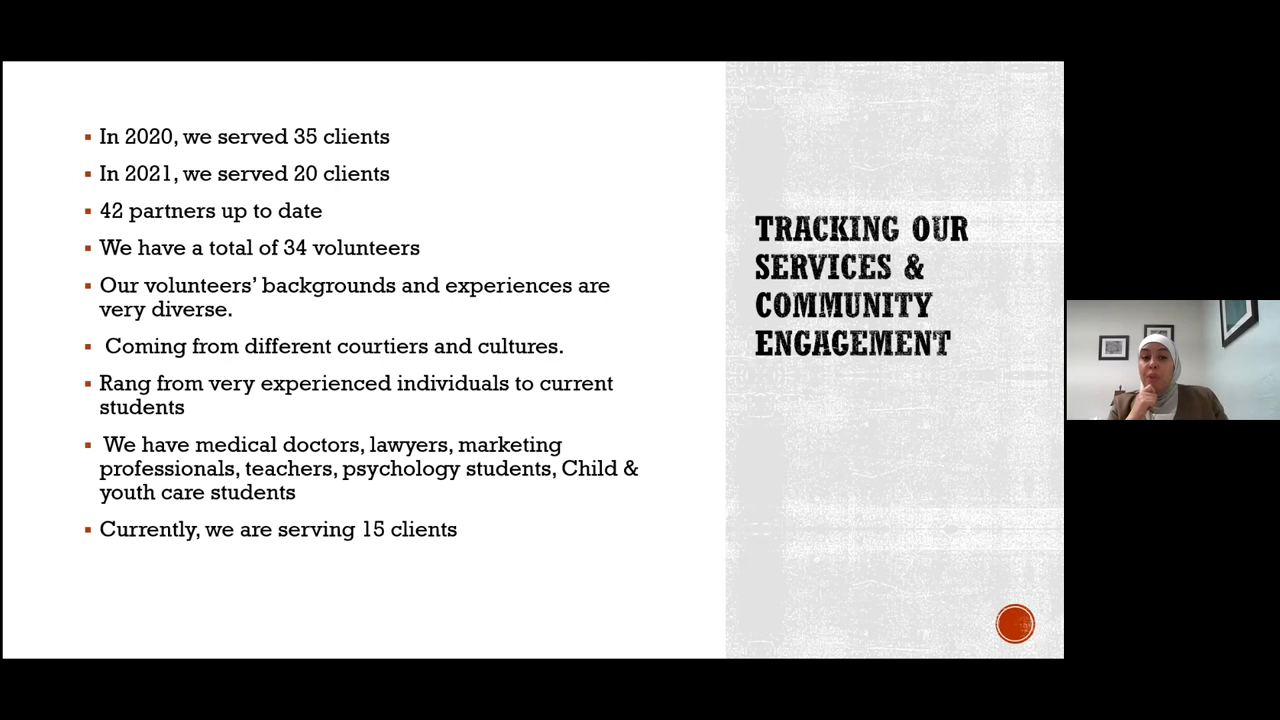 ▪ In 2020, we served 35 clients
▪ In 2021, we served 20 clients
▪ 42 partners up to date
▪ We have a total of 34 volunteers
▪ Our volunteers’ backgrounds and experiences are
very diverse.
▪ Coming from different courtiers and cultures.
▪ Rang from very experienced individuals to current
students
▪ We have medical doctors, lawyers, marketing
professionals, teachers, psychology students, Child &
youth care students
▪ Currently, we are serving 15 clients
TRACKING OUR
SERVICES &
COMMUNITY
ENGAGEMENT